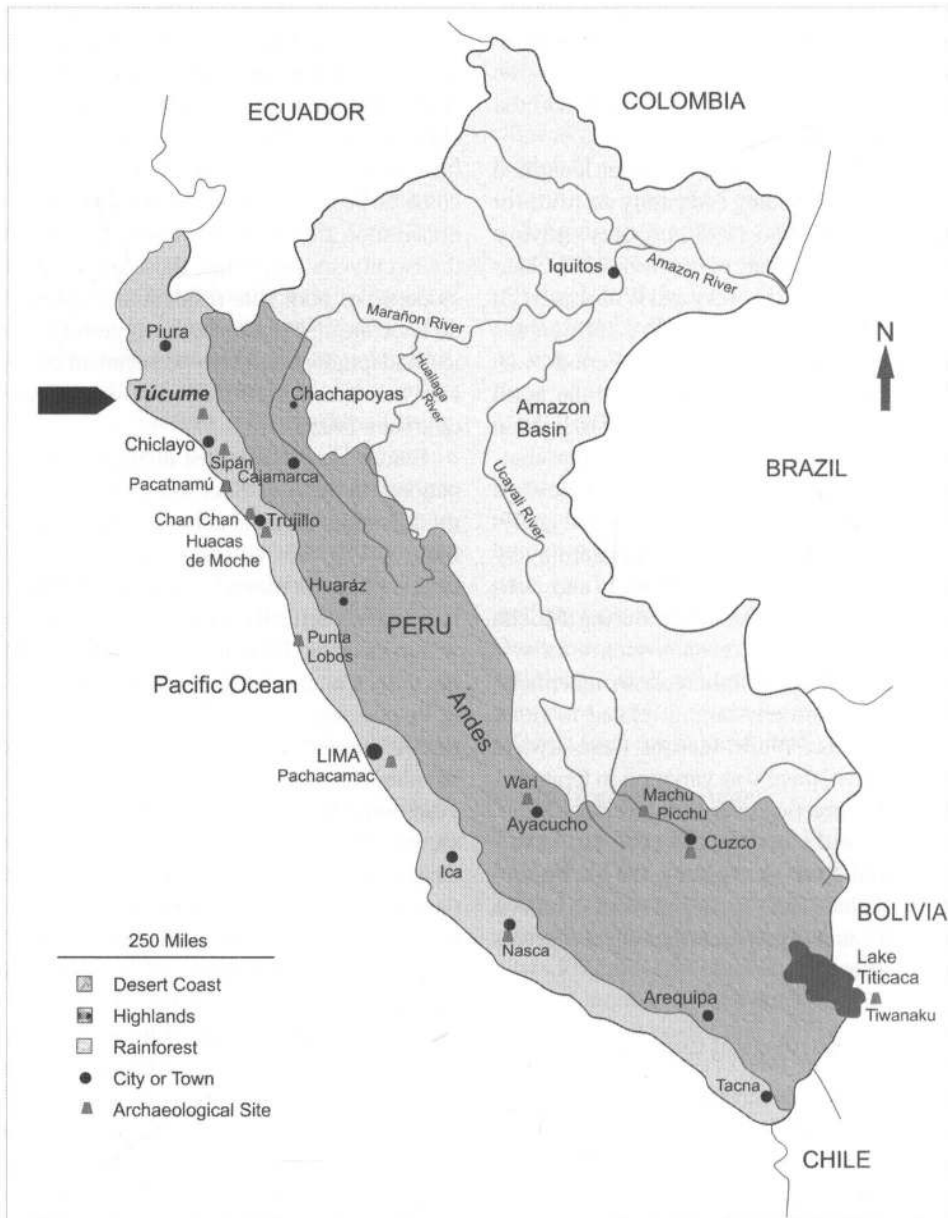 ECUADOR
COLOMBIA
Iquitos
Amazon River
Marañon River
Piura
Huallaga
River
N
Túcume
Chachapoyas
Amazon
Basin
Chiclayo
Sipán
Cajamarca
BRAZIL
Pacatnamú
Ucayali River
Chan Chan
Trujillo
Huacas
de Moche
Huaráz
PERU
Punta
Lobos
Pacific Ocean
Andes
LIMA
Pachacamac
Wari
Machu
Picchu
Ayacucho
Cuzco
Ica
BOLIVIA
250 Miles
Nasca
Lake
Titicaca
Desert Coast
Arequipa
Tiwanaku
Highlands
Rainforest
City or Town
Tacna
Archaeological Site
CHILE